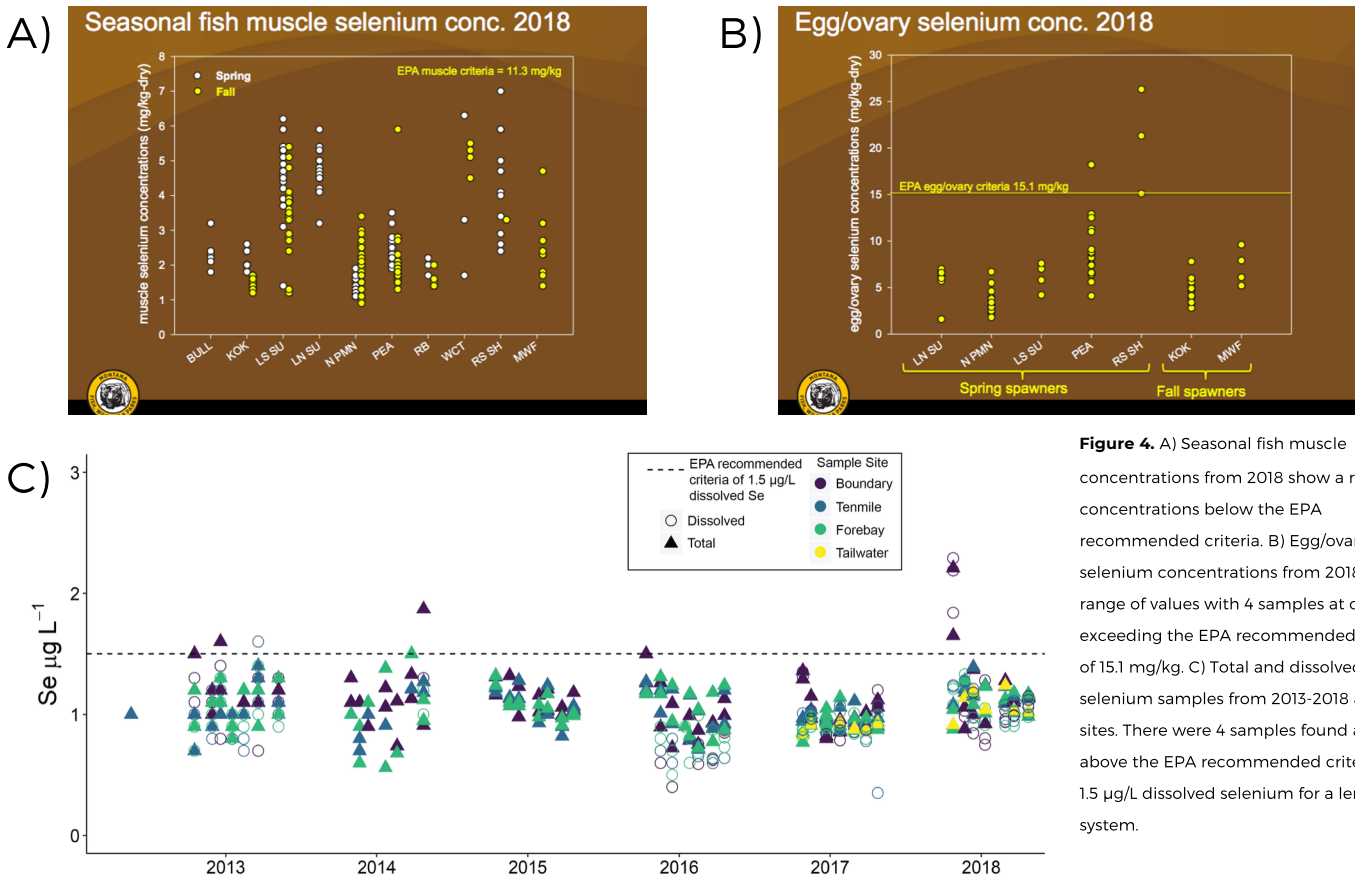 A)
Seasonal fish muscle selenium conc. 2018
muscle selenium concentrations (mg/kg-dry)
8
7
6
5
4
3
2
1
0
Spring
Fall
EPA muscle criteria = 11.3 mg/kg
BULL
KOK
LS SU
LN SU
N PMN
PEA
RB
WCT
RS SH
MWF
MONTANA
B)
Egg/ovary selenium conc. 2018
egg/ovary selenium concentrations (mg/kg-dry)
30
25
20
15
10
5
0
EPA egg/ovary criteria 15.1 mg/kg
LN SU
N PMN
LS SU
PEA
RS SH
KOK
MWF
Spring spawners
Fall spawners
MONTANA
C)
Se µg L⁻¹
3
2
1
0
EPA recommended
criteria of 1.5 µg/L
dissolved Se
Dissolved
Total
Sample Site
Boundary
Tenmile
Forebay
Tailwater
2013
2014
2015
2016
2017
2018
Figure 4. A) Seasonal fish muscle
concentrations from 2018 show a
concentrations below the EPA
recommended criteria. B)
selenium concentrations from 2018
range of values with 4 samples at
exceeding the EPA recommended
of 15.1 mg/kg. C) Total and dissolved
selenium samples from 2013-2018
sites. There were 4 samples found
above the EPA recommended
1.5 µg/L dissolved selenium for a
system.